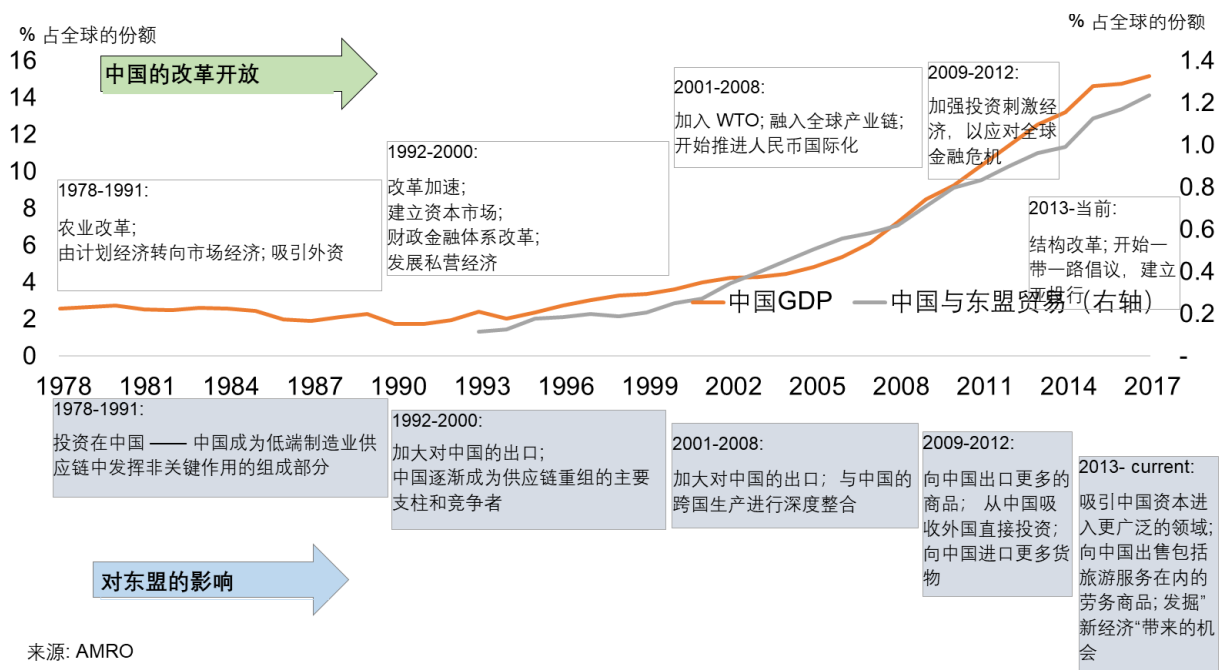 % 占全球的份额
% 占全球的份额
16
14
12
10
8
6
4
2
0
1.4
1.2
1.0
0.8
0.6
0.4
0.2
-
中国的改革开放
1978-1991:
农业改革;
由计划经济转向市场经济; 吸引外资
1992-2000:
改革加速;
建立资本市场;
财政金融体系改革;
发展私营经济
2001-2008:
加入 WTO; 融入全球产业链;
开始推进人民币国际化
2009-2012:
加强投资刺激经
济，以应对全球
金融危机
2013-当前:
结构改革; 开始一
带一路倡议，建立
亚投行
中国GDP
中国与东盟贸易（右轴）
1978 1981 1984 1987 1990 1993 1996 1999 2002 2005 2008 2011 2014 2017
1978-1991:
投资在中国 —— 中国成为低端制造业供
应链中发挥非关键作用的组成部分
1992-2000:
加大对中国的出口;
中国逐渐成为供应链重组的主要
支柱和竞争者
2001-2008:
加大对中国的出口；与中国的
跨国生产进行深度整合
2009-2012:
向中国出口更多的
商品； 从中国吸
收外国直接投资；
向中国进口更多货
物
2013- current:
吸引中国资本进
入更广泛的领域;
向中国出售包括
旅游服务在内的
劳务商品; 发掘”
新经济“带来的机
会
对东盟的影响
来源: AMRO